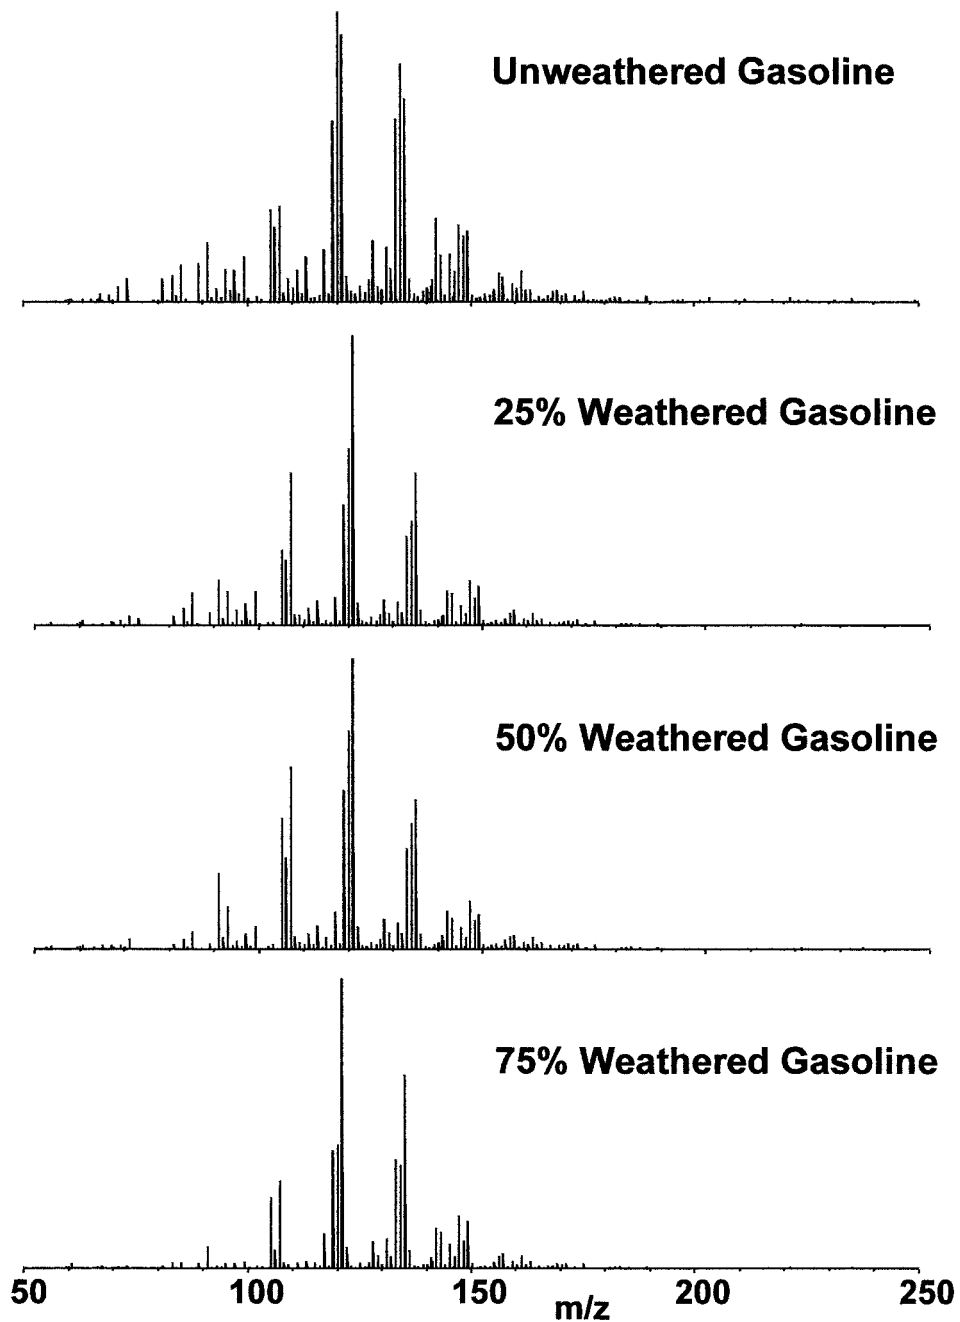 Unweathered Gasoline
25% Weathered Gasoline
50% Weathered Gasoline
75% Weathered Gasoline
50 100 150 200 250
m/z